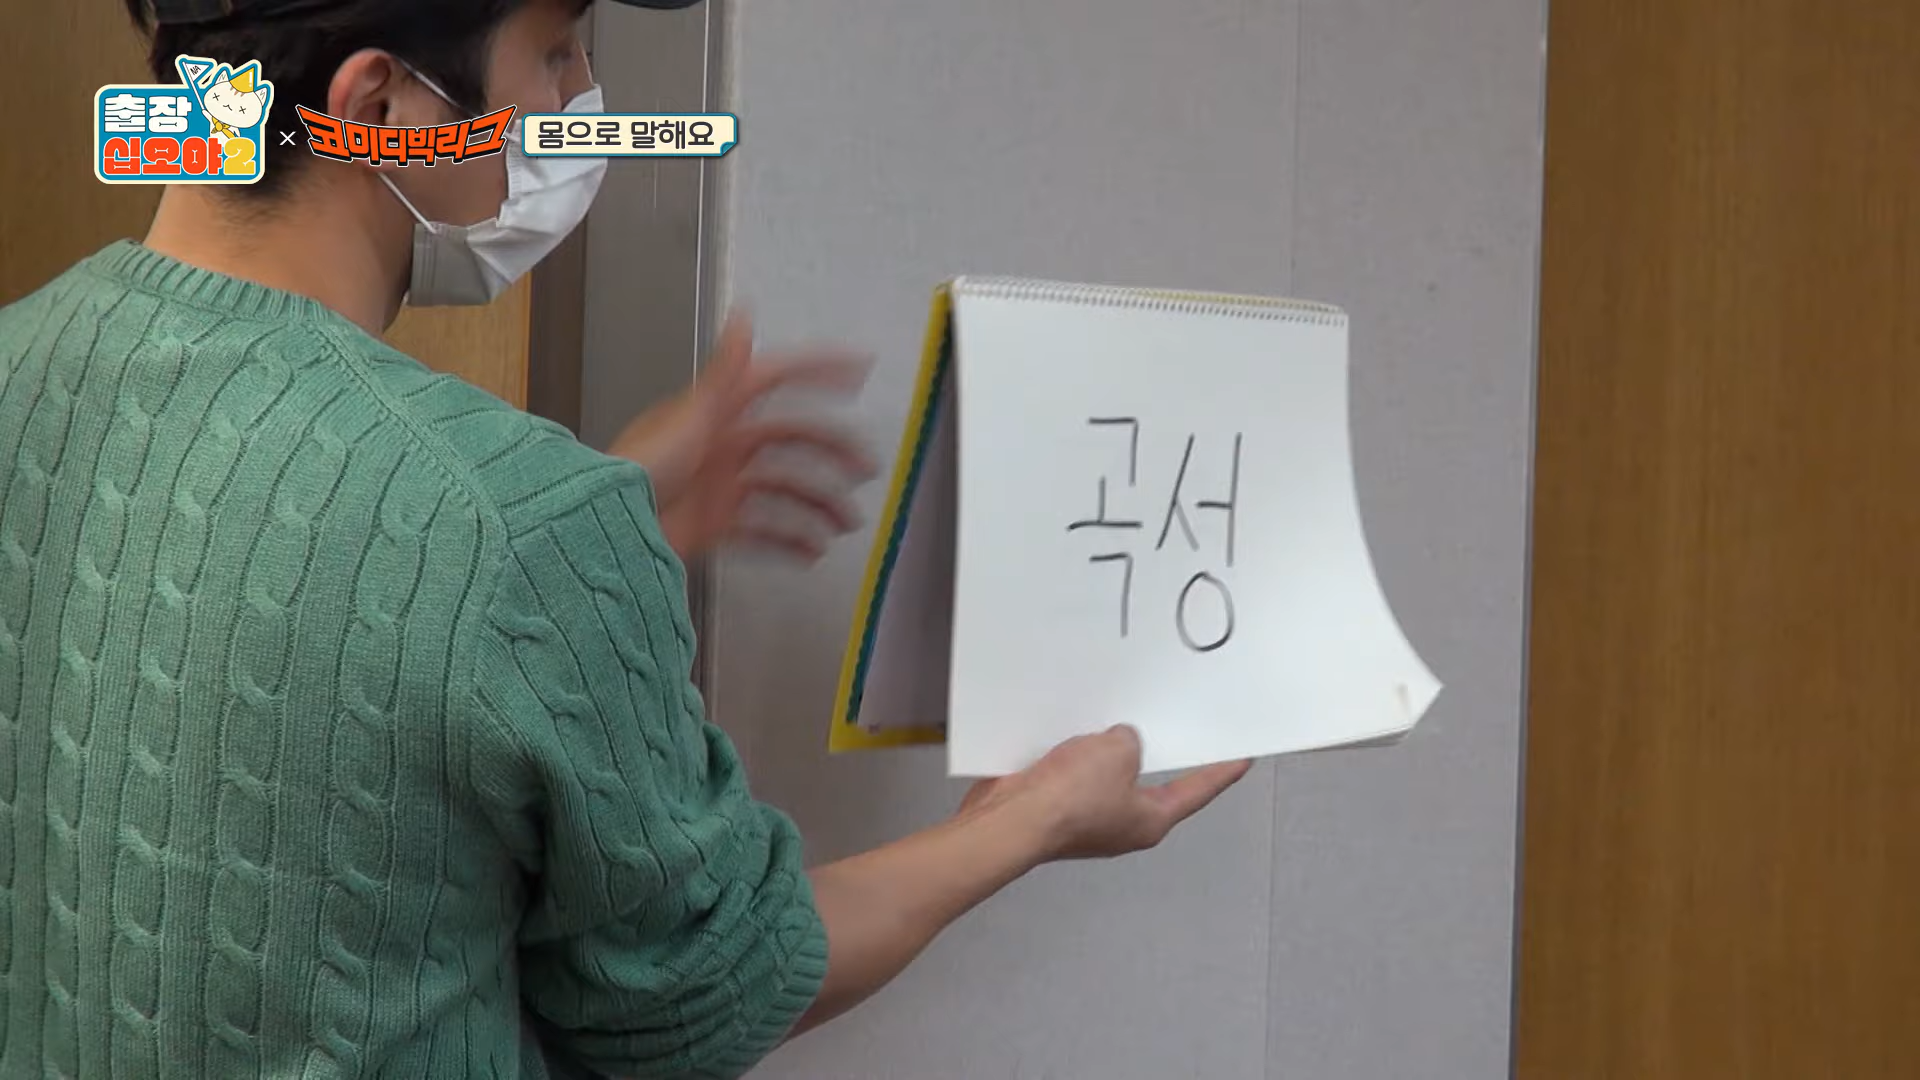 출장
십오야2
×
코미디빅리그
몸으로 말해요
곡성